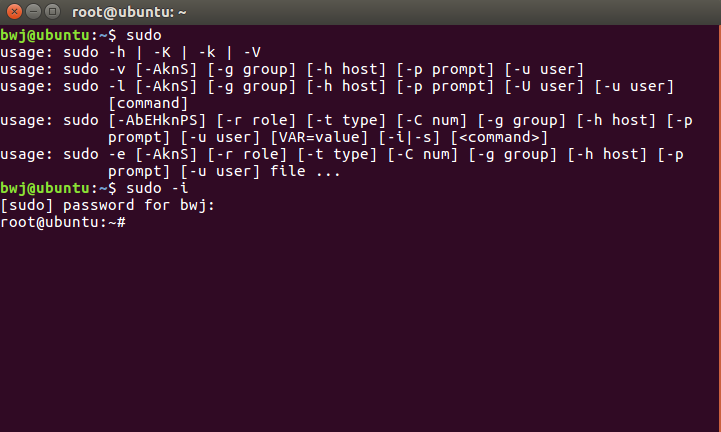 root@ubuntu: ~
bwj@ubuntu:~$ sudo
usage: sudo -h | -K | -k | -V
usage: sudo -v [-AknS] [-g group] [-h host] [-p prompt] [-u user]
usage: sudo -l [-AknS] [-g group] [-h host] [-p prompt] [-U user] [-u user]
            [command]
usage: sudo [-AbEHknPS] [-r role] [-t type] [-C num] [-g group] [-h host] [-p
            prompt] [-u user] [VAR=value] [-i|-s] [<command>]
usage: sudo -e [-AknS] [-r role] [-t type] [-C num] [-g group] [-h host] [-p
            prompt] [-u user] file ...
bwj@ubuntu:~$ sudo -i
[sudo] password for bwj:
root@ubuntu:~#